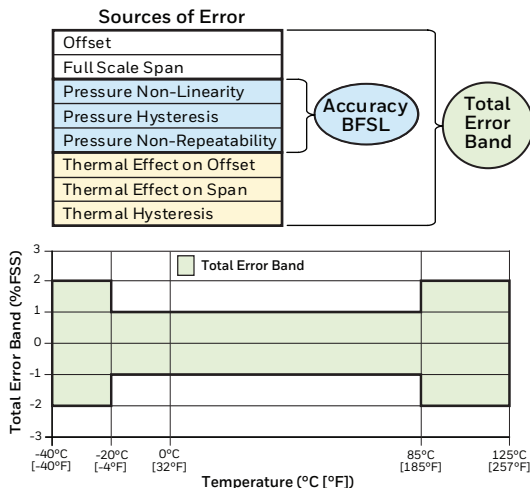 Sources of Error
Offset
Full Scale Span
Pressure Non-Linearity
Pressure Hysteresis
Pressure Non-Repeatability
Thermal Effect on Offset
Thermal Effect on Span
Thermal Hysteresis
Accuracy
BFSL
Total
Error
Band
Total Error Band (%FSS)
3
2
1
0
-1
-2
-3
Total Error Band
-40°C
[-40°F]
-20°C
[-4°F]
0°C
[32°F]
85°C
[185°F]
125°C
[257°F]
Temperature (°C [°F])